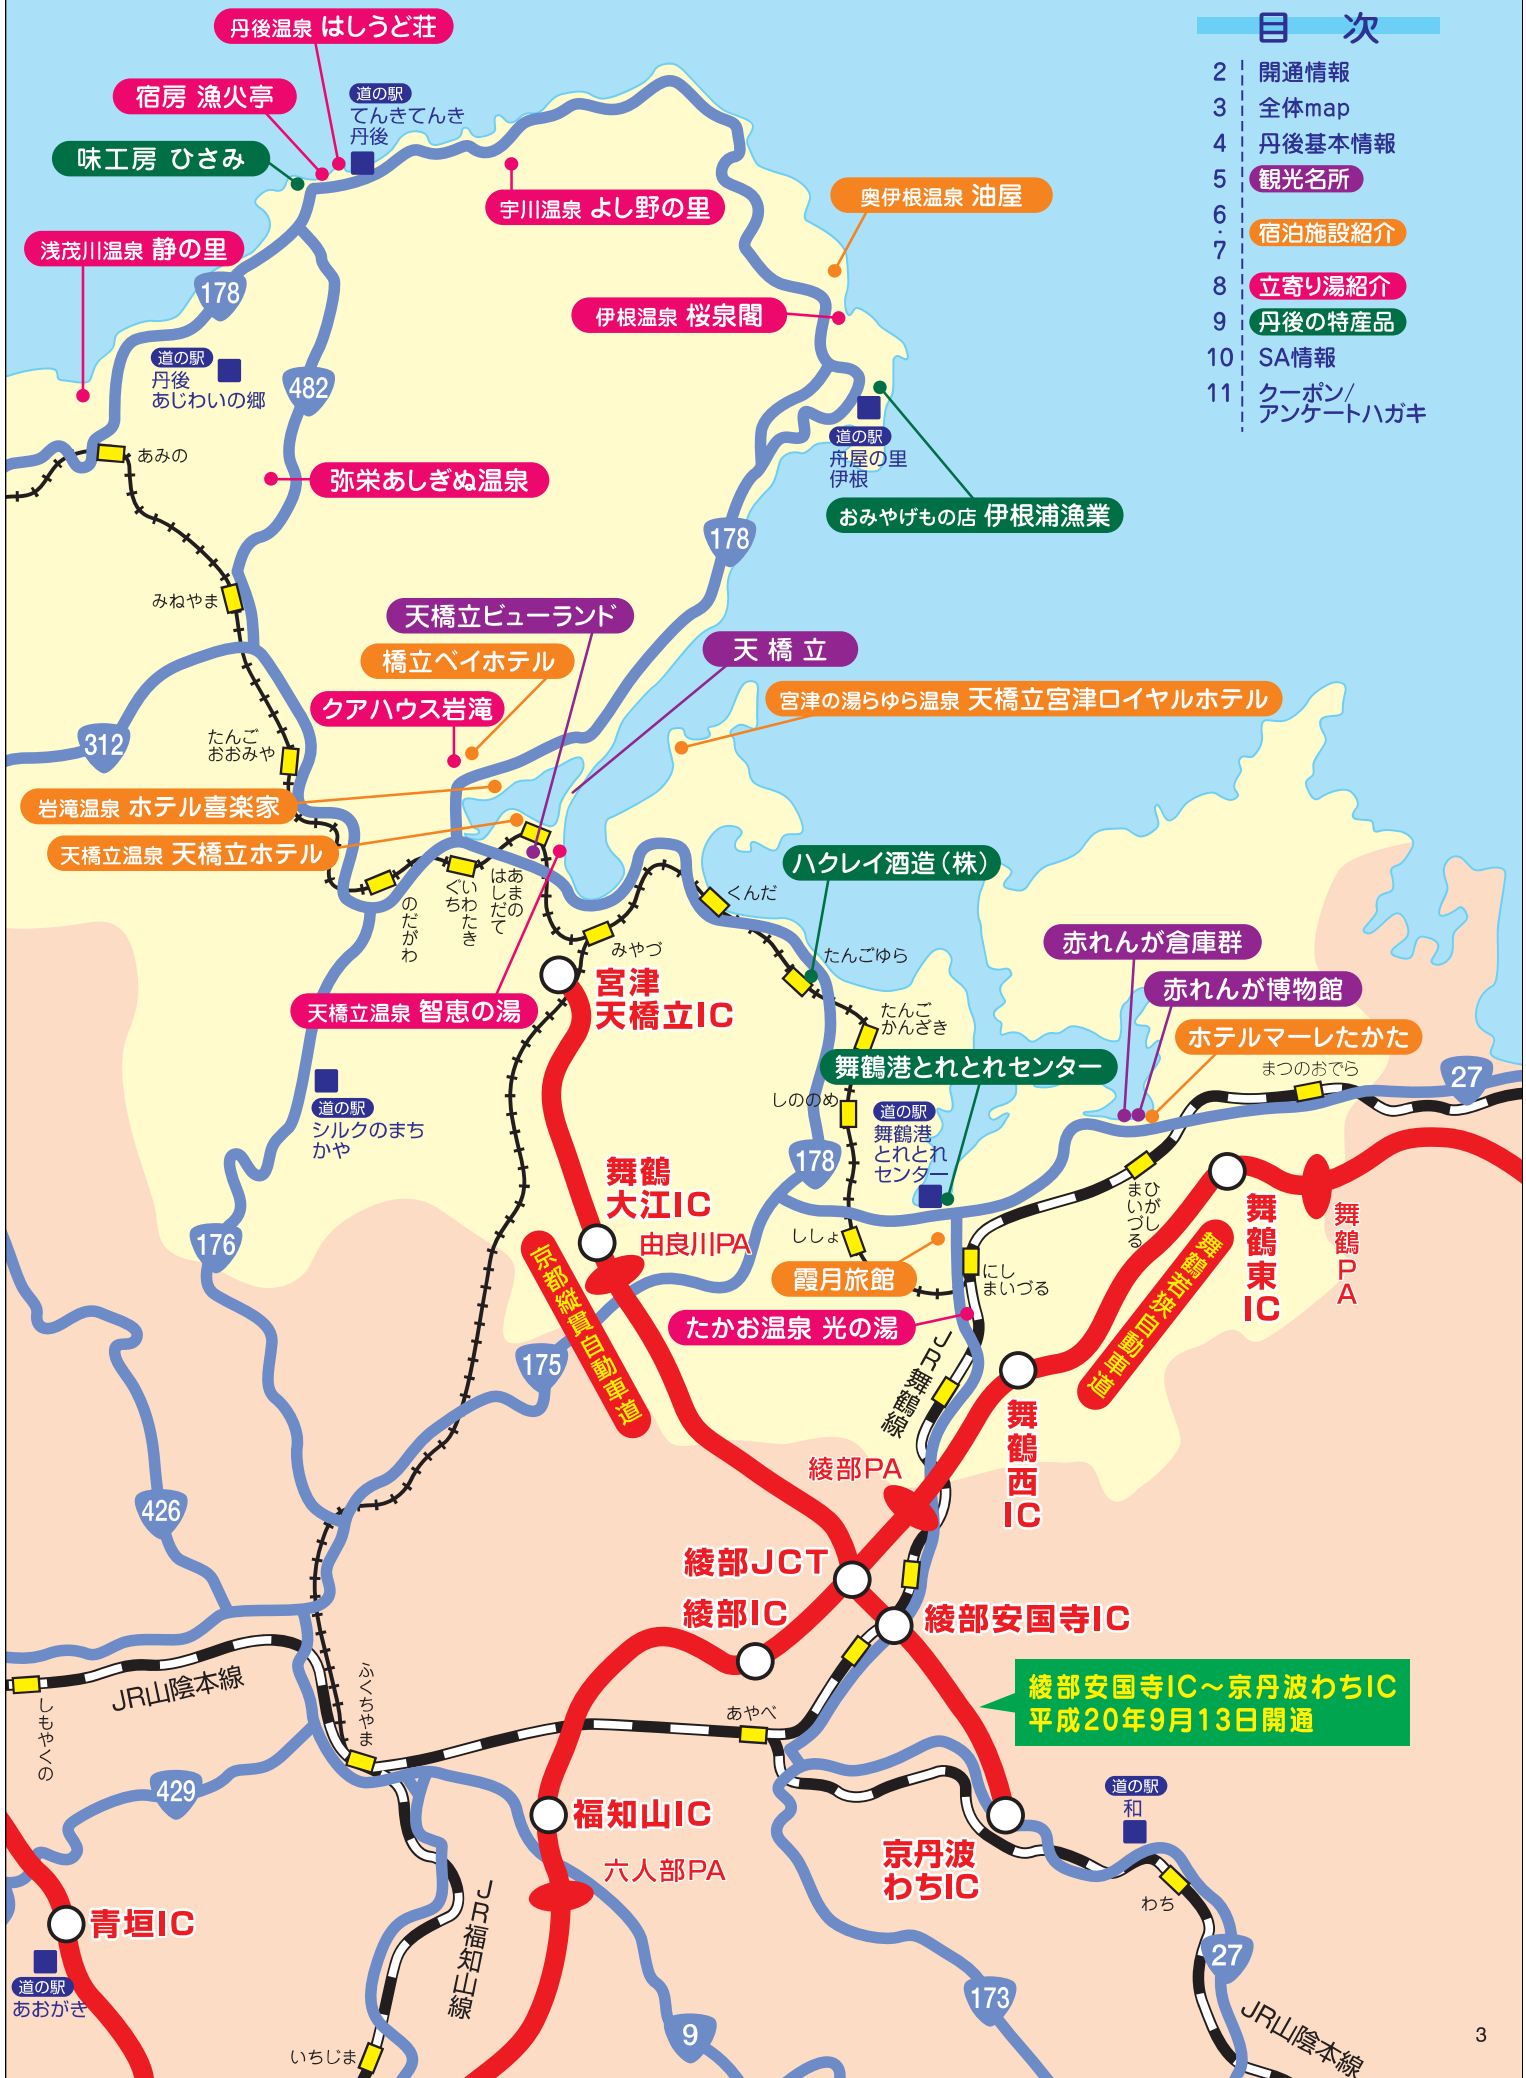 目 次
2 開通情報
3 全体map
4 丹後基本情報
5 観光名所
6・7 宿泊施設紹介
8 立寄り湯紹介
9 丹後の特産品
10 SA情報
11 クーポン/
アンケートハガキ
丹後温泉 はしうど荘
宿房 漁火亭
道の駅
てんきてんき
丹後
味工房 ひさみ
宇川温泉 よし野の里
奥伊根温泉 油屋
浅茂川温泉 静の里
178
伊根温泉 桜泉閣
道の駅
丹後
あじわいの郷
482
道の駅
舟屋の里
伊根
あみの
弥栄あしぎぬ温泉
おみやげもの店 伊根浦漁業
178
みねやま
天橋立ビューランド
天橋立
橋立ベイホテル
宮津の湯らゆら温泉 天橋立宮津ロイヤルホテル
クアハウス岩滝
312
たんご
おおみや
岩滝温泉 ホテル喜楽家
天橋立温泉 天橋立ホテル
ハクレイ酒造(株)
くんだ
あまの
はしだて
いわたき
ぐち
のだがわ
みやづ
たんごゆら
赤れんが倉庫群
赤れんが博物館
宮津
天橋立IC
天橋立温泉 智恵の湯
たんご
かんざき
ホテルマーレたかた
舞鶴港とれとれセンター
まつのおでら
27
道の駅
シルクのまち
かや
しののめ
道の駅
舞鶴港
とれとれ
センター
178
舞鶴
大江IC
由良川PA
ひがし
まいづる
舞鶴東IC
舞鶴PA
176
京都縦貫自動車道
ししょ
霞月旅館
にし
まいづる
舞鶴若狭自動車道
たかお温泉 光の湯
175
JR舞鶴線
舞鶴西IC
綾部PA
426
綾部JCT
綾部IC
綾部安国寺IC
綾部安国寺IC〜京丹波わちIC
平成20年9月13日開通
JR山陰本線
しもやくの
ふくちやま
あやべ
429
福知山IC
道の駅
和
京丹波
わちIC
六人部PA
わち
青垣IC
JR福知山線
道の駅
あおがき
27
173
9
いちじま
JR山陰本線
3